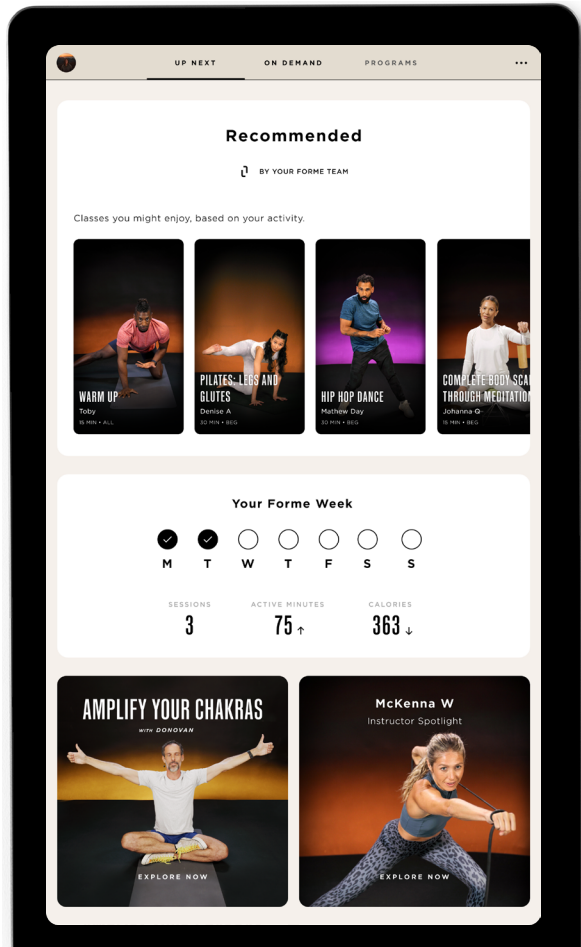 UP NEXT
ON DEMAND
PROGRAMS
Recommended
BY YOUR FORME TEAM
Classes you might enjoy, based on your activity.
WARM UP
Toby
15 MIN • ALL
PILATES: LEGS AND
GLUTES
Denise A
30 MIN • BEG
HIP HOP DANCE
Mathew Day
30 MIN • BEG
COMPLETE BODY SCA
THROUGH MEDITATION
Johanna Q
15 MIN • BEG
Your Forme Week
M T W T F S S
SESSIONS
3
ACTIVE MINUTES
75 ↑
CALORIES
363 ↓
AMPLIFY YOUR CHAKRAS
WITH DONOVAN
EXPLORE NOW
McKenna W
Instructor Spotlight
EXPLORE NOW